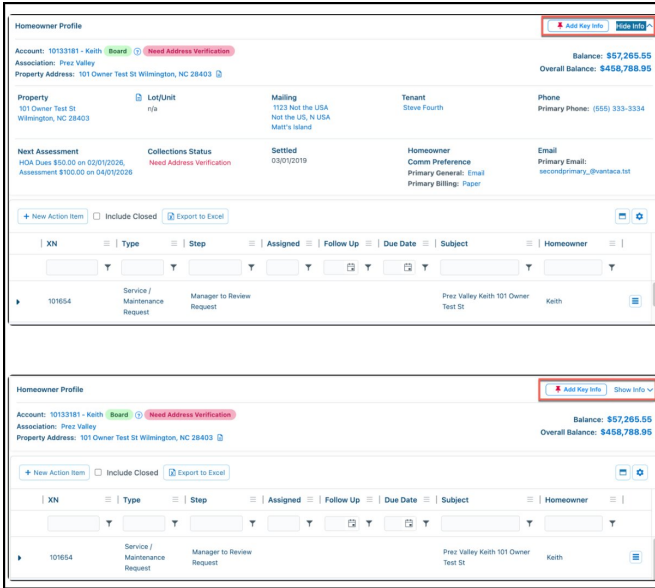 Homeowner Profile Add Key Info Hide Info
Account: 10133181 - Keith Board Need Address Verification Balance: $57,265.55
Association: Prez Valley Overall Balance: $458,788.95
Property Address: 101 Owner Test St Wilmington, NC 28403
Property Lot/Unit Mailing Tenant Phone
101 Owner Test St n/a 1123 Not the USA Steve Fourth Primary Phone: (555) 333-3334
Wilmington, NC 28403 Not the US, N USA
Matt's Island
Next Assessment Collections Status Settled Homeowner Email
HOA Dues $50.00 on 02/01/2026, Need Address Verification 03/01/2019 Comm Preference Primary Email:
Assessment $100.00 on 04/01/2026 Primary General: Email secondprimary_@vantaca.tst
Primary Billing: Paper
+ New Action Item Include Closed Export to Excel
XN Type Step Assigned Follow Up Due Date Subject Homeowner
Service /
101654 Maintenance Manager to Review Prez Valley Keith 101 Owner Keith
Request Request Test St
Homeowner Profile Add Key Info Show Info
Account: 10133181 - Keith Board Need Address Verification Balance: $57,265.55
Association: Prez Valley Overall Balance: $458,788.95
Property Address: 101 Owner Test St Wilmington, NC 28403
+ New Action Item Include Closed Export to Excel
XN Type Step Assigned Follow Up Due Date Subject Homeowner
Service /
101654 Maintenance Manager to Review Prez Valley Keith 101 Owner Keith
Request Request Test St